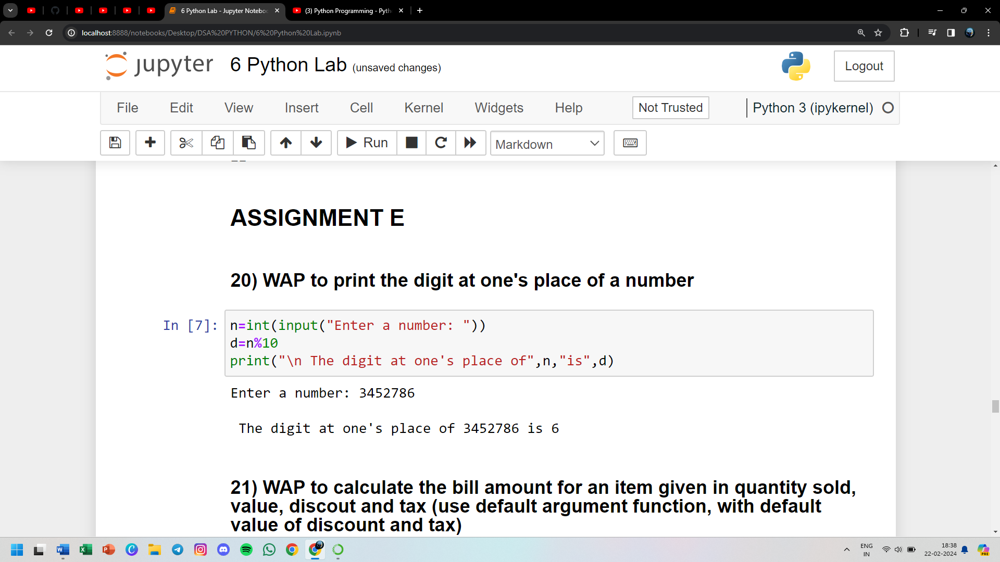 6 Python Lab - Jupyter Noteboo
(3) Python Programming - Pyth
localhost:8888/notebooks/Desktop/DSA%20PYTHON/6%20Python%20Lab.ipynb
jupyter 6 Python Lab (unsaved changes)
Logout
File Edit View Insert Cell Kernel Widgets Help Not Trusted Python 3 (ipykernel)
Run Markdown
ASSIGNMENT E
20) WAP to print the digit at one's place of a number
In [7]: n=int(input("Enter a number: "))
d=n%10
print("\n The digit at one's place of",n,"is",d)
Enter a number: 3452786
The digit at one's place of 3452786 is 6
21) WAP to calculate the bill amount for an item given in quantity sold,
value, discout and tax (use default argument function, with default
value of discount and tax)
ENG 18:38
IN 22-02-2024
PRE